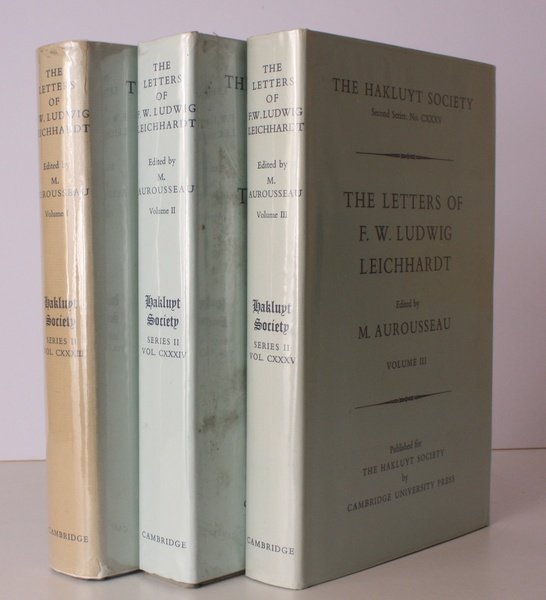 THE
LETTERS
OF
F. W. LUDWIG
LEICHHARDT
Edited by
M.
AUROUSSEAU
Volume I
Hakluyt
Society
SERIES II
VOL. CXXXIII
THE
LETTERS
OF
F. W. LUDWIG
LEICHHARDT
Edited by
M.
AUROUSSEAU
Volume II
Hakluyt
Society
SERIES II
VOL. CXXXIV
CAMBRIDGE
THE
LETTERS
OF
F. W. LUDWIG
LEICHHARDT
Edited by
M.
AUROUSSEAU
Volume III
Hakluyt
Society
SERIES II
VOL. CXXXV
CAMBRIDGE
THE HAKLUYT SOCIETY
Second Series: No. CXXXV
THE LETTERS OF
F. W. LUDWIG
LEICHHARDT
Edited by
M. AUROUSSEAU
VOLUME III
Published for
THE HAKLUYT SOCIETY
by
CAMBRIDGE UNIVERSITY PRESS